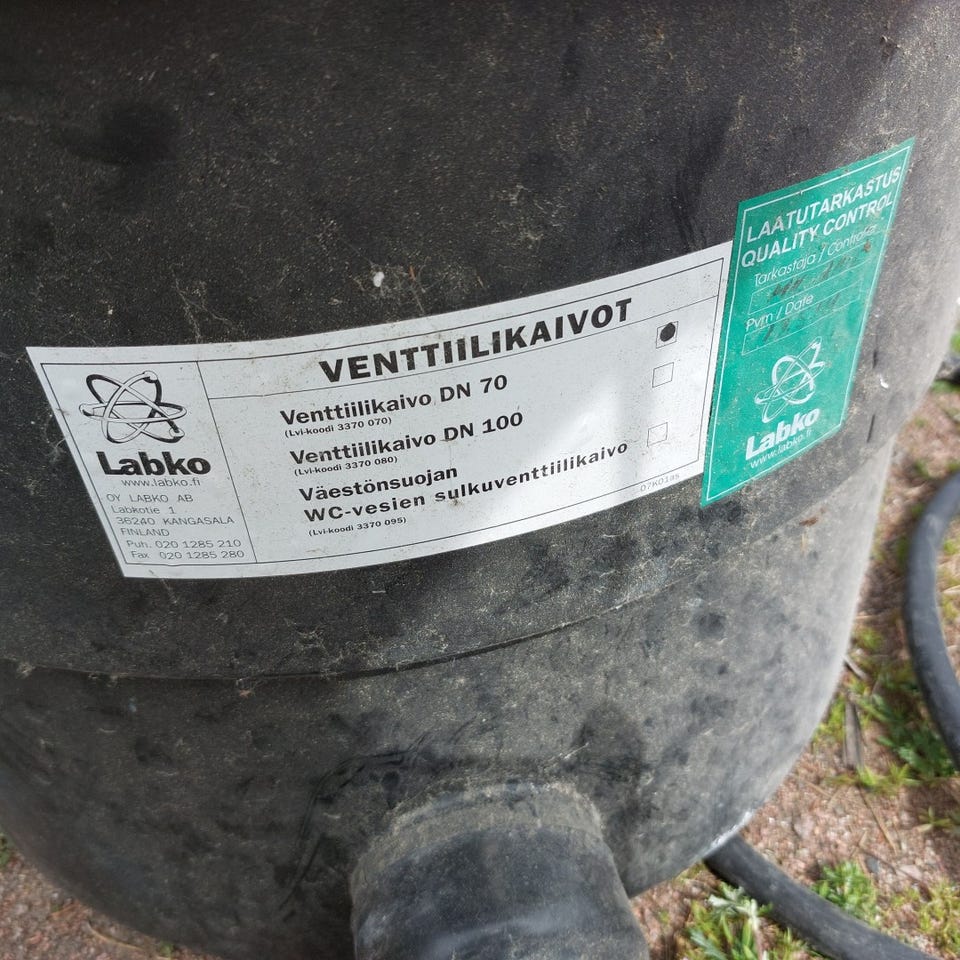 VENTTIILIKAIVOT
Venttiilikaivo DN 70
(Lvi-koodi 3370 070)
Venttiilikaivo DN 100
(Lvi-koodi 3370 080)
Väestönsuojan
WC-vesien sulkuventtiilikaivo
(Lvi-koodi 3370 095)
07K01as
Labko
www.labko.fi
OY LABKO AB
Labkotie 1
36240 KANGASALA
FINLAND
Puh. 020 1285 210
Fax 020 1285 280
LAATUTARKASTUS
QUALITY CONTROL
Tarkastaja / Controller
Pvm / Date
Labko
www.labko.fi